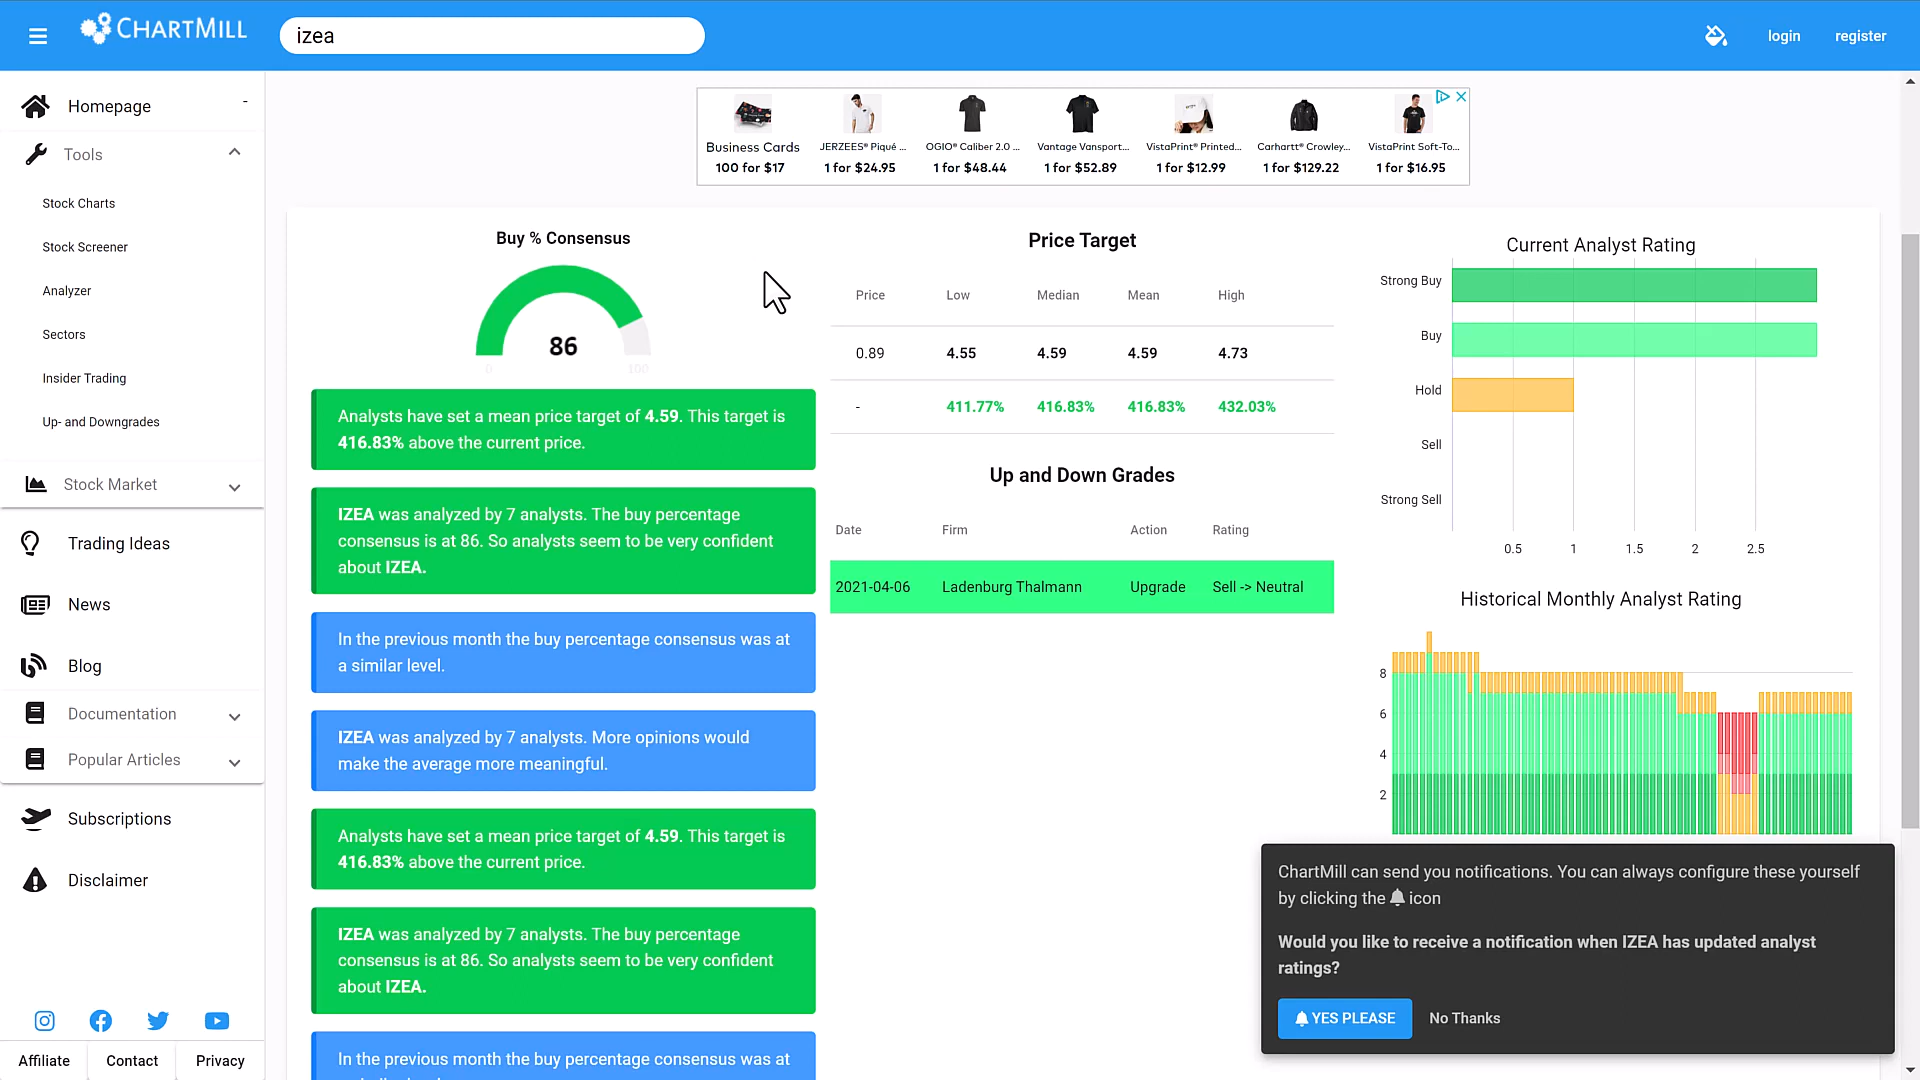 CHARTMILL
izea
login
register
Homepage
-
Tools
Stock Charts
Stock Screener
Analyzer
Sectors
Insider Trading
Up- and Downgrades
Stock Market
Trading Ideas
News
Blog
Documentation
Popular Articles
Subscriptions
Disclaimer
Affiliate
Contact
Privacy
Business Cards
100 for $17
JERZEES® Piqué ...
1 for $24.95
OGIO® Caliber 2.0 ...
1 for $48.44
Vantage Vansport...
1 for $52.89
VistaPrint® Printed...
1 for $12.99
Carhartt® Crowley...
1 for $129.22
VistaPrint Soft-To...
1 for $16.95
Buy % Consensus
86
0
100
Analysts have set a mean price target of 4.59. This target is
416.83% above the current price.
IZEA was analyzed by 7 analysts. The buy percentage
consensus is at 86. So analysts seem to be very confident
about IZEA.
In the previous month the buy percentage consensus was at
a similar level.
IZEA was analyzed by 7 analysts. More opinions would
make the average more meaningful.
Analysts have set a mean price target of 4.59. This target is
416.83% above the current price.
IZEA was analyzed by 7 analysts. The buy percentage
consensus is at 86. So analysts seem to be very confident
about IZEA.
In the previous month the buy percentage consensus was at
Price Target
Price Low Median Mean High
0.89 4.55 4.59 4.59 4.73
- 411.77% 416.83% 416.83% 432.03%
Up and Down Grades
Date Firm Action Rating
2021-04-06 Ladenburg Thalmann Upgrade Sell -> Neutral
Current Analyst Rating
Strong Buy
Buy
Hold
Sell
Strong Sell
0.5 1 1.5 2 2.5
Historical Monthly Analyst Rating
8
6
4
2
ChartMill can send you notifications. You can always configure these yourself
by clicking the icon
Would you like to receive a notification when IZEA has updated analyst
ratings?
YES PLEASE
No Thanks